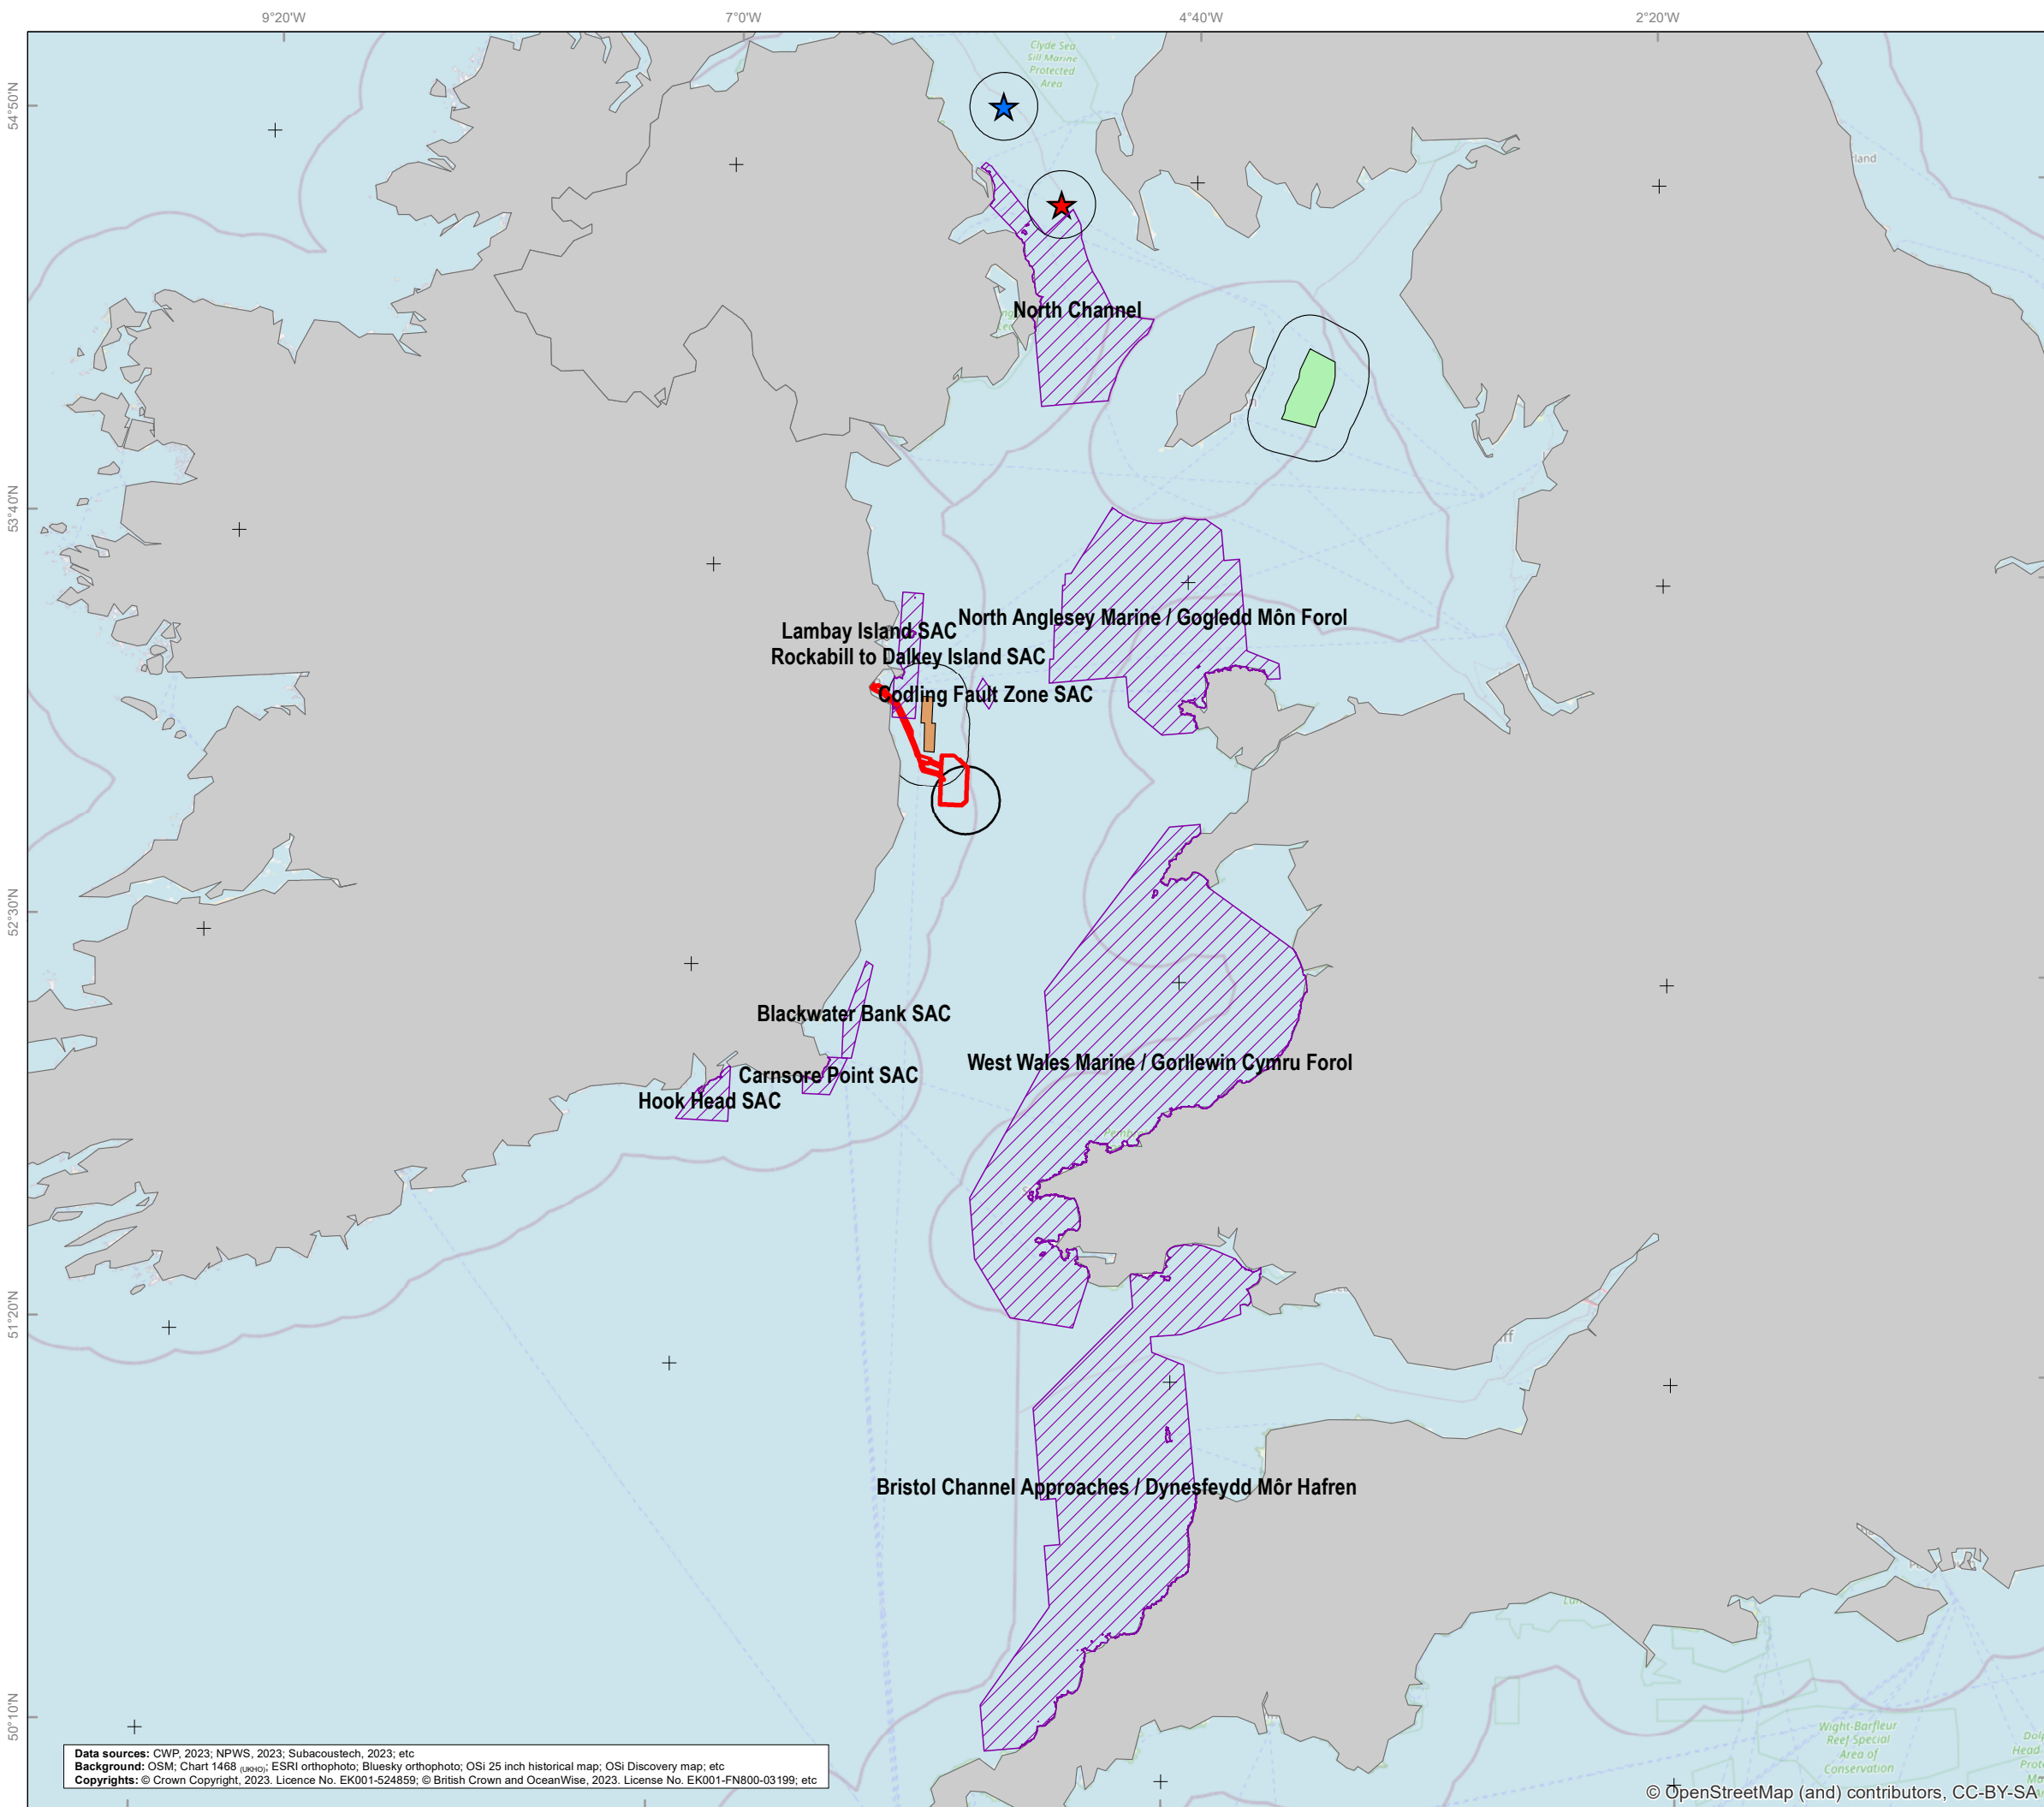 9°20'W
7°0'W
4°40'W
2°20'W
54°50'N
53°40'N
52°30'N
51°20'N
50°10'N
Clyde Sea
Sill Marine
Protected
Area
North Channel
North Anglesey Marine / Gogledd Môn Forol
Lambay Island SAC
Rockabill to Dalkey Island SAC
Codling Fault Zone SAC
Blackwater Bank SAC
West Wales Marine / Gorllewin Cymru Forol
Carnsore Point SAC
Hook Head SAC
Bristol Channel Approaches / Dynesfeydd Môr Hafren
Wight-Barfleur
Reef Special
Area of
Conservation
Data sources: CWP, 2023; NPWS, 2023; Subacoustech, 2023; etc
Background: OSM; Chart 1468 (UKHO); ESRI orthophoto; Bluesky orthophoto; OSi 25 inch historical map; OSi Discovery map; etc
Copyrights: © Crown Copyright, 2023. Licence No. EK001-524859; © British Crown and OceanWise, 2023. License No. EK001-FN800-03199; etc
© OpenStreetMap (and) contributors, CC-BY-SA